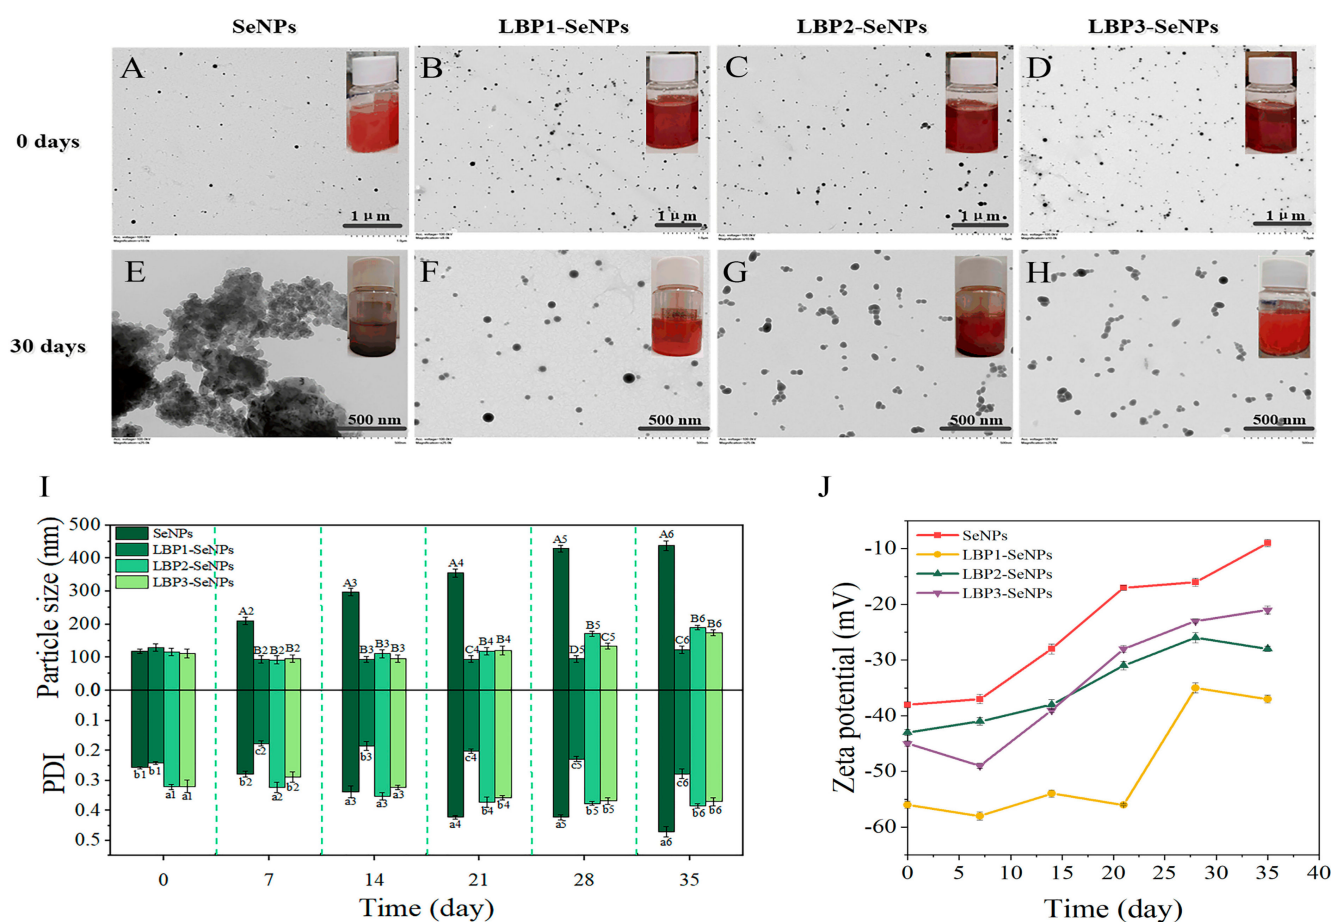 SeNPs LBP1-SeNPs LBP2-SeNPs LBP3-SeNPs
0 days
A B C D
1 μm 1 μm 1 μm 1 μm
30 days
E F G H
500 nm 500 nm 500 nm 500 nm
I
Particle size (nm)
PDI
500
400
300
200
100
0.0
0.1
0.2
0.3
0.4
0.5
SeNPs
LBP1-SeNPs
LBP2-SeNPs
LBP3-SeNPs
A2 B2 B2 B2
A3 B3 B3 B3
A4 C4 B4 B4
A5 D5 B5 C5
A6 C6 B6 B6
b1 b1 a1 a1
b2 c2 a2 b2
a3 b3 a3 a3
a4 c4 b4 b4
a5 c5 b5 b5
a6 c6 b6 b6
0 7 14 21 28 35
Time (day)
J
Zeta potential (mV)
-10
-20
-30
-40
-50
-60
SeNPs
LBP1-SeNPs
LBP2-SeNPs
LBP3-SeNPs
0 5 10 15 20 25 30 35 40
Time (day)